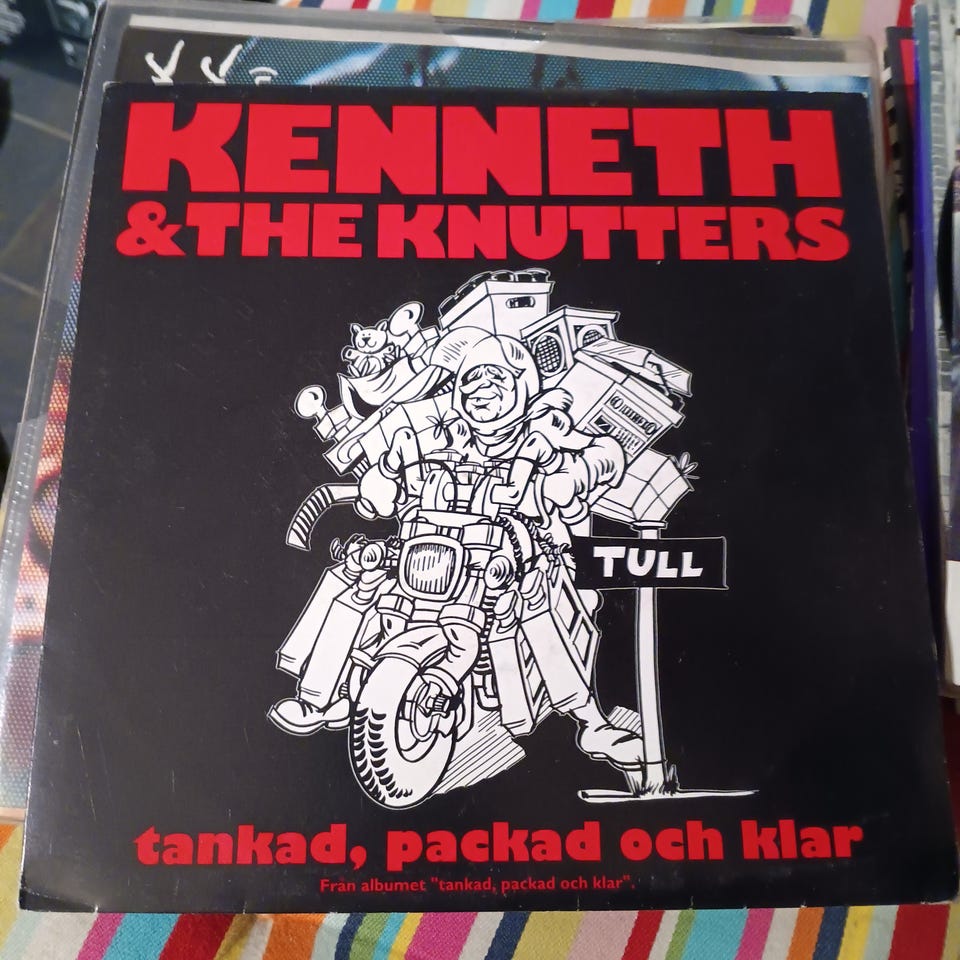 KENNETH
&THE KNUTTERS
TULL
tankad, packad och klar
Från albumet "tankad, packad och klar".